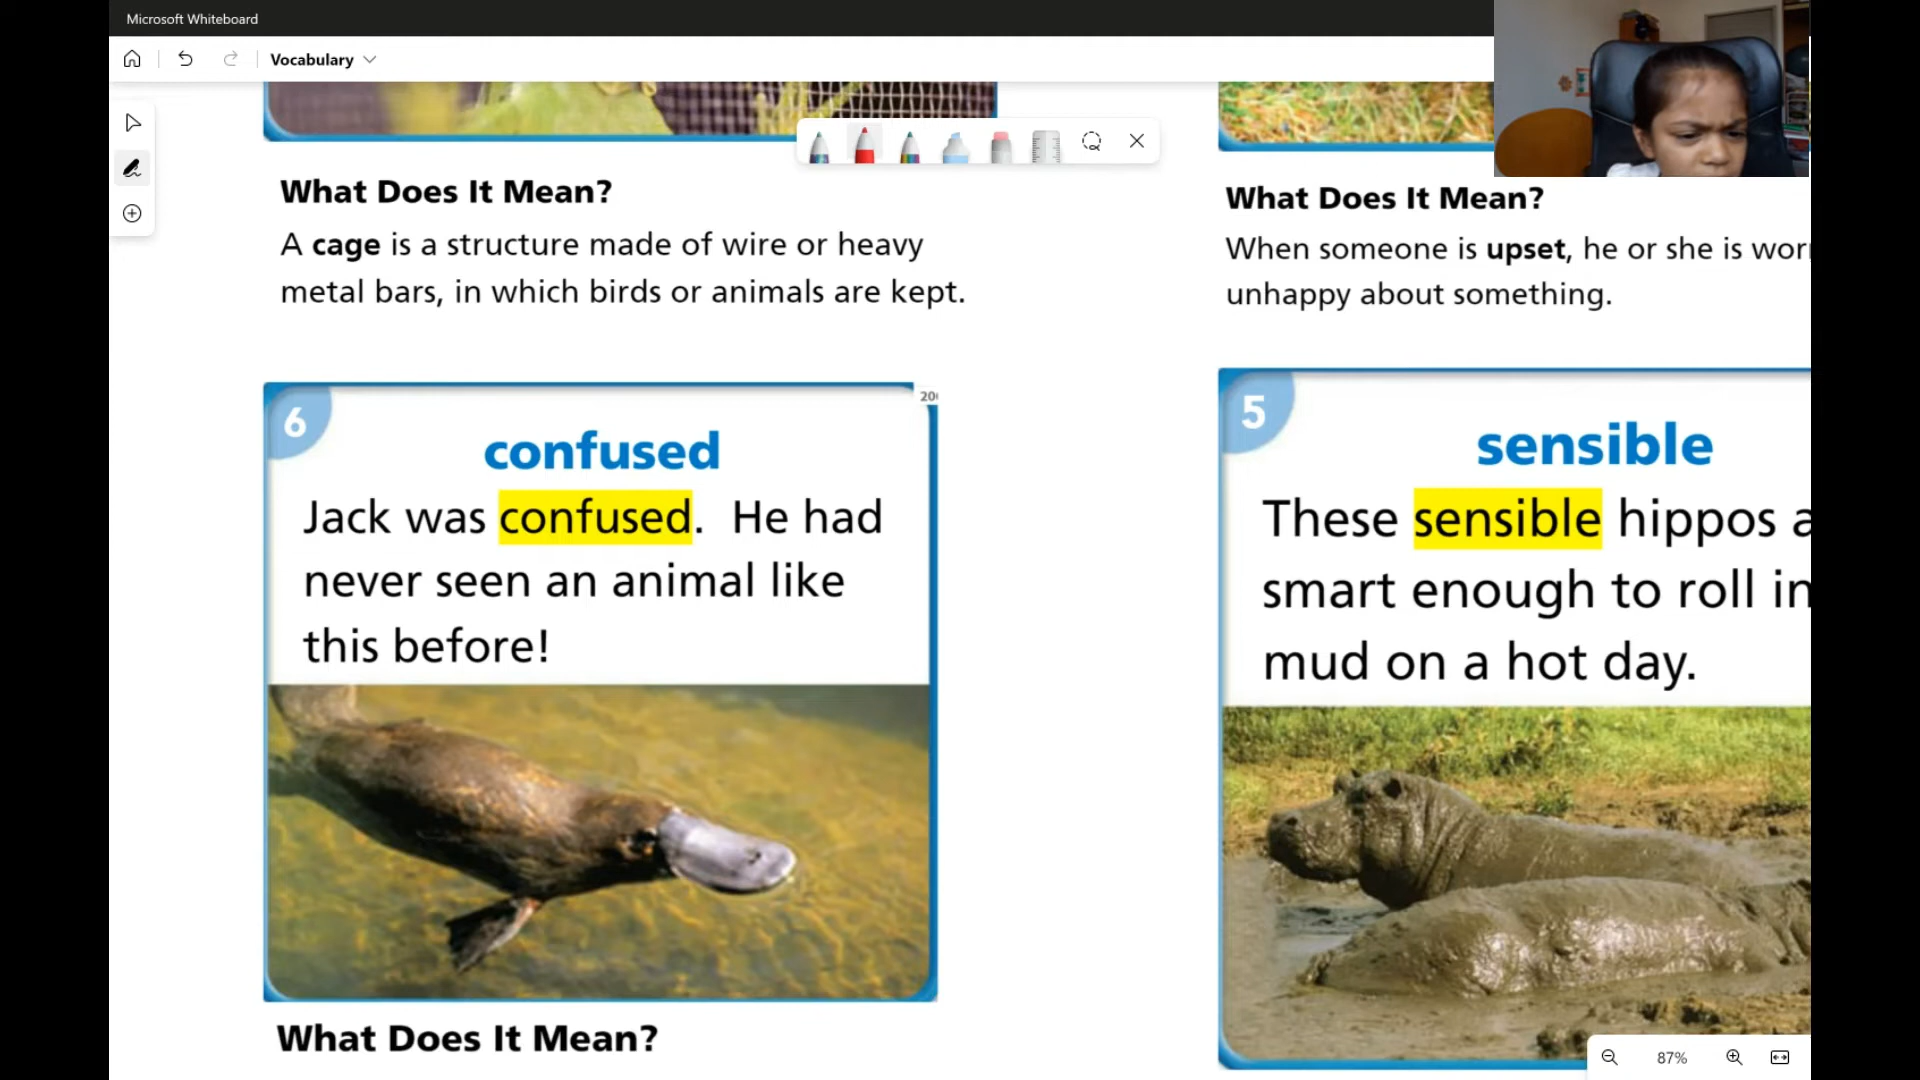 Microsoft Whiteboard
Vocabulary
What Does It Mean?
A cage is a structure made of wire or heavy
metal bars, in which birds or animals are kept.
What Does It Mean?
When someone is upset, he or she is
unhappy about something.
6
confused
Jack was confused. He had
never seen an animal like
this before!
What Does It Mean?
5
sensible
These sensible hippos
smart enough to roll in
mud on a hot day.
87%